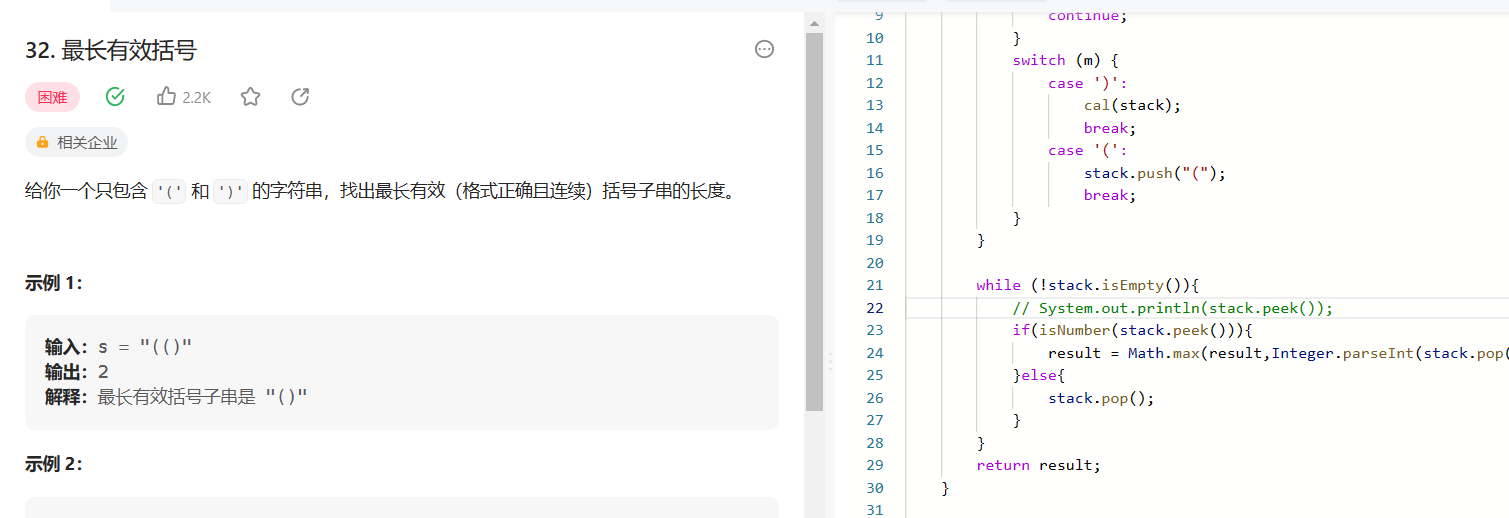 32. 最长有效括号
困难 2.2K
相关企业
给你一个只包含 '(' 和 ')' 的字符串，找出最长有效（格式正确且连续）括号子串的长度。
示例 1：
输入：s = "(()"
输出：2
解释：最长有效括号子串是 "()"
示例 2：
9 continue;
10 }
11 switch (m) {
12 case ')':
13 cal(stack);
14 break;
15 case '(':
16 stack.push("(");
17 break;
18 }
19 }
20
21 while (!stack.isEmpty()){
22 // System.out.println(stack.peek());
23 if(isNumber(stack.peek())){
24 result = Math.max(result,Integer.parseInt(stack.pop(
25 }else{
26 stack.pop();
27 }
28 }
29 return result;
30 }
31